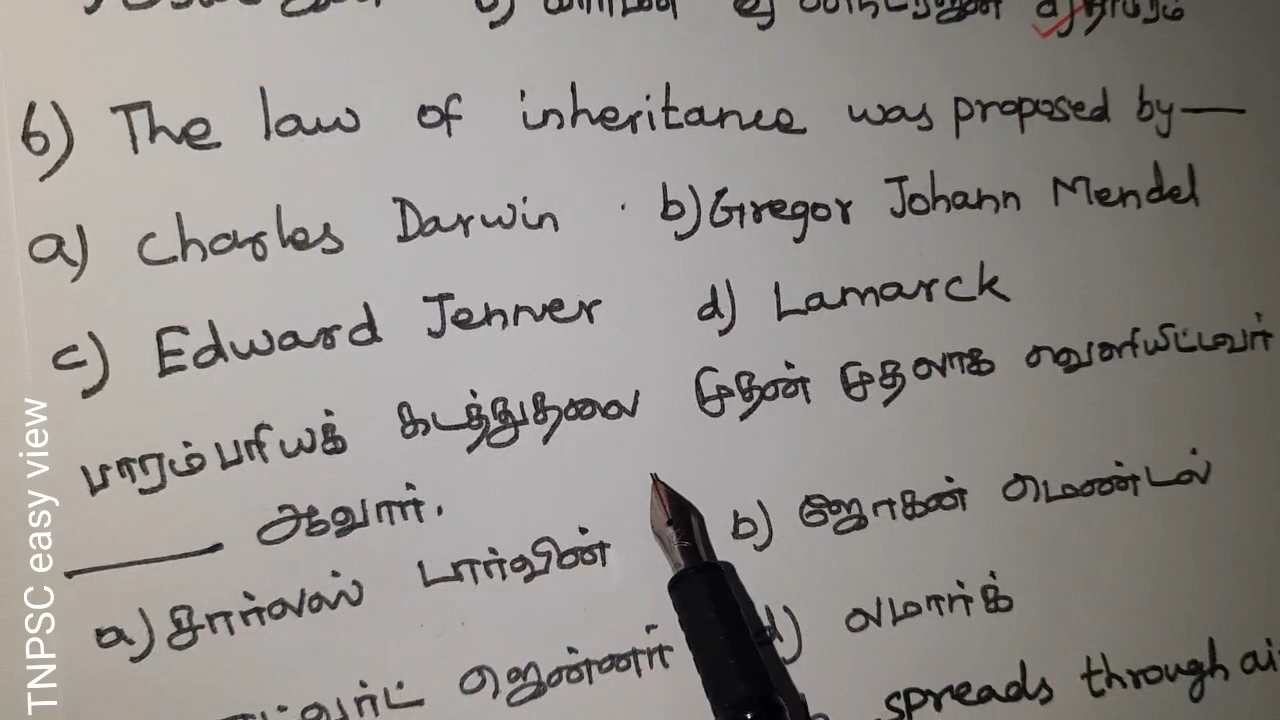 6) The law of inheritance was proposed by —
a) Charles Darwin b) Gregor Johann Mendel
c) Edward Jenner d) Lamarck
பாரம்பரியக் கடத்துதலை முதன் முதலாக வெளியிட்டவர்
______ ஆவார்.
a) சார்லஸ் டார்வின் b) ஜோகன் மெண்டல்
ஜென்னர் d) லமார்க்
spreads through ai
TNPSC easy view